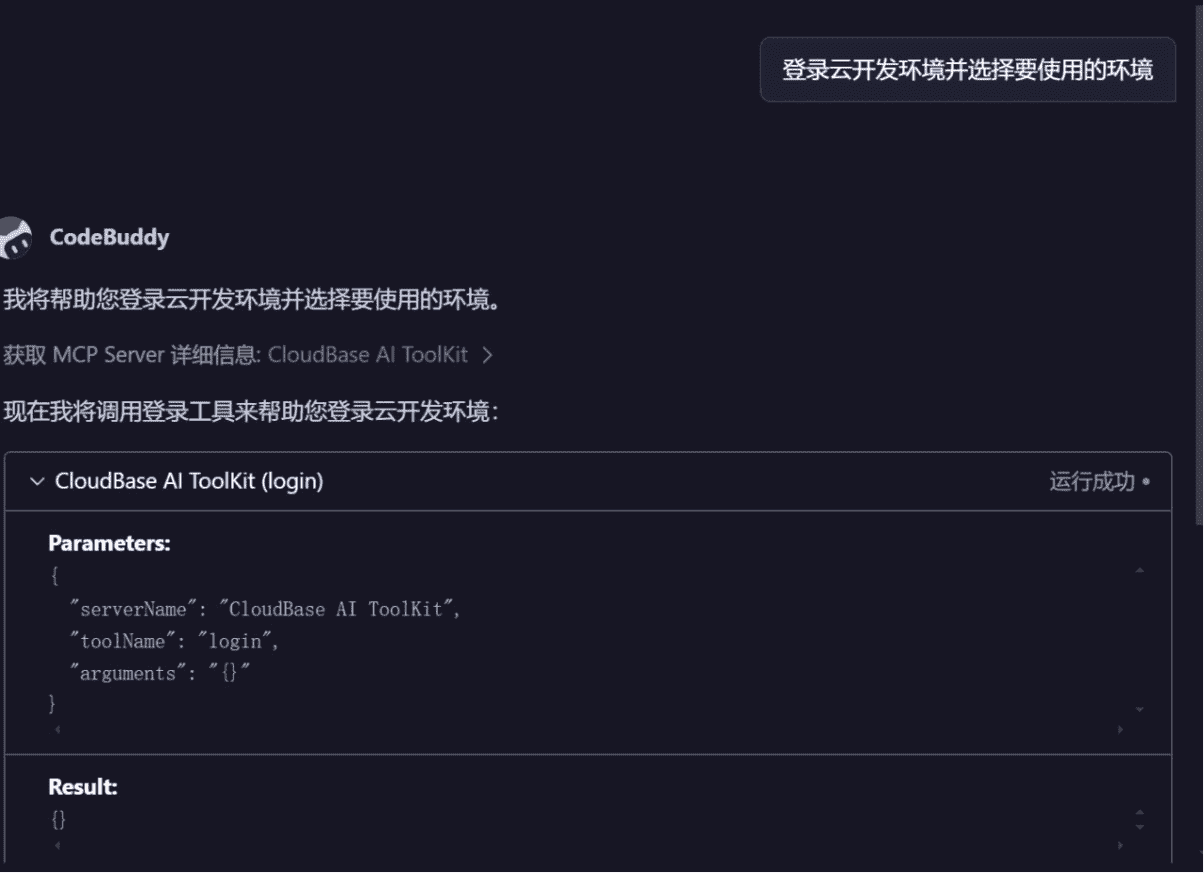 登录云开发环境并选择要使用的环境
CodeBuddy
我将帮助您登录云开发环境并选择要使用的环境。
获取 MCP Server 详细信息: CloudBase AI ToolKit
现在我将调用登录工具来帮助您登录云开发环境：
CloudBase AI ToolKit (login) 运行成功
Parameters:
{
"serverName": "CloudBase AI ToolKit",
"toolName": "login",
"arguments": "{}"
}
Result:
{}